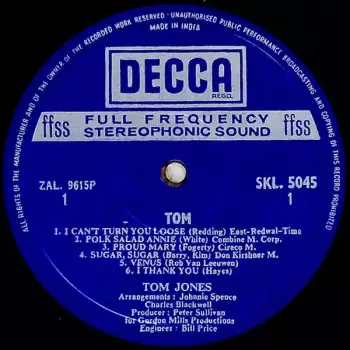 ALL RIGHTS OF THE MANUFACTURER AND OF THE OWNER OF THE RECORDED WORK RESERVED · UNAUTHORISED PUBLIC PERFORMANCE BROADCASTING AND COPYING OF THIS RECORD PROHIBITED
MADE IN INDIA
DECCA
REGD.
ffss FULL FREQUENCY STEREOPHONIC SOUND ffss
ZAL. 9615P SKL. 5045
1 1
TOM
1. I CAN'T TURN YOU LOOSE (Redding) East-Redwal-Time
2. POLK SALAD ANNIE (White) Combine M. Corp.
3. PROUD MARY (Fogerty) Cireco M.
4. SUGAR, SUGAR (Barry, Kim) Don Kirshner M.
5. VENUS (Rob Van Leeuwen)
6. I THANK YOU (Hayes)
TOM JONES
Arrangements : Johnnie Spence
Charles Blackwell
Producer : Peter Sullivan
for Gordon Mills Productions
Engineer : Bill Price